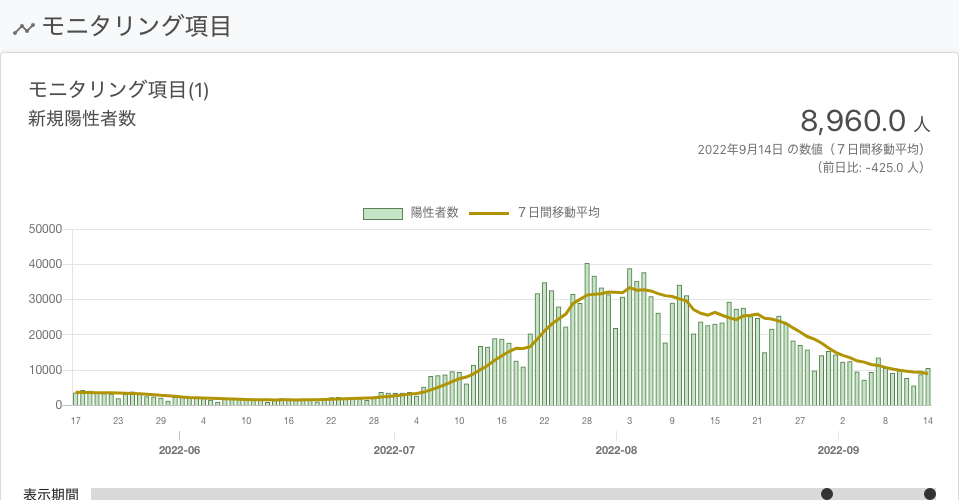 モニタリング項目
モニタリング項目(1)
新規陽性者数
8,960.0 人
2022年9月14日 の数値（７日間移動平均）
（前日比: -425.0 人）
陽性者数 ７日間移動平均
50000
40000
30000
20000
10000
0
17 23 29 4 10 16 22 28 4 10 16 22 28 3 9 15 21 27 2 8 14
2022-06 2022-07 2022-08 2022-09
表示期間